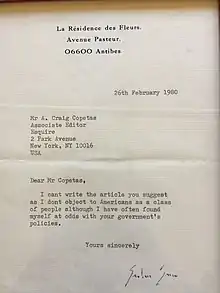 La Résidence des Fleurs.
Avenue Pasteur,
06600 Antibes
26th February 1980
Mr A. Craig Copetas
Associate Editor
Esquire
2 Park Avenue
New York, NY 10016
USA
Dear Mr Copetas,
I cant write the article you suggest
as I dont object to Americans as a class
of people although I have often found
myself at odds with your government's
policies.
Yours sincerely